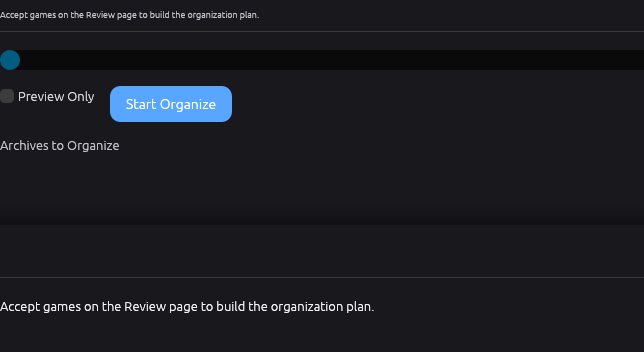 Accept games on the Review page to build the organization plan.
Preview Only
Start Organize
Archives to Organize
Accept games on the Review page to build the organization plan.